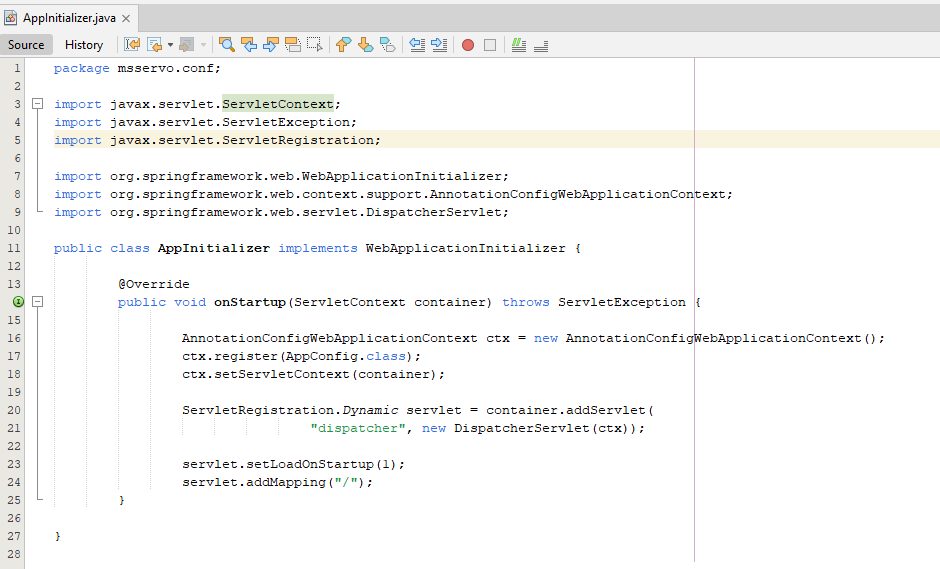 AppInitializer.java
Source History
1 package msservo.conf;
2
3 import javax.servlet.ServletContext;
4 import javax.servlet.ServletException;
5 import javax.servlet.ServletRegistration;
6
7 import org.springframework.web.WebApplicationInitializer;
8 import org.springframework.web.context.support.AnnotationConfigWebApplicationContext;
9 import org.springframework.web.servlet.DispatcherServlet;
10
11 public class AppInitializer implements WebApplicationInitializer {
12
13 @Override
public void onStartup(ServletContext container) throws ServletException {
15
16 AnnotationConfigWebApplicationContext ctx = new AnnotationConfigWebApplicationContext();
17 ctx.register(AppConfig.class);
18 ctx.setServletContext(container);
19
20 ServletRegistration.Dynamic servlet = container.addServlet(
21 "dispatcher", new DispatcherServlet(ctx));
22
23 servlet.setLoadOnStartup(1);
24 servlet.addMapping("/");
25 }
26
27 }
28